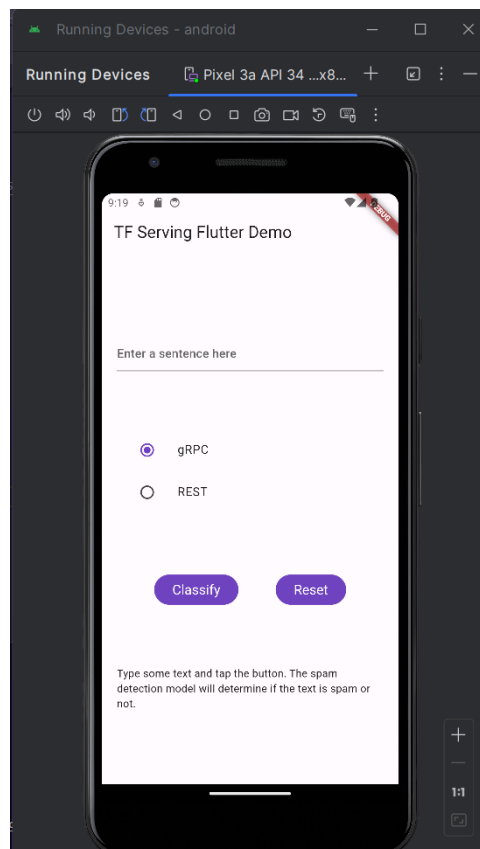 Running Devices - android
Running Devices
Pixel 3a API 34 ...x8...
9:19
DEBUG
TF Serving Flutter Demo
Enter a sentence here
gRPC
REST
Classify
Reset
Type some text and tap the button. The spam
detection model will determine if the text is spam or
not.
1:1